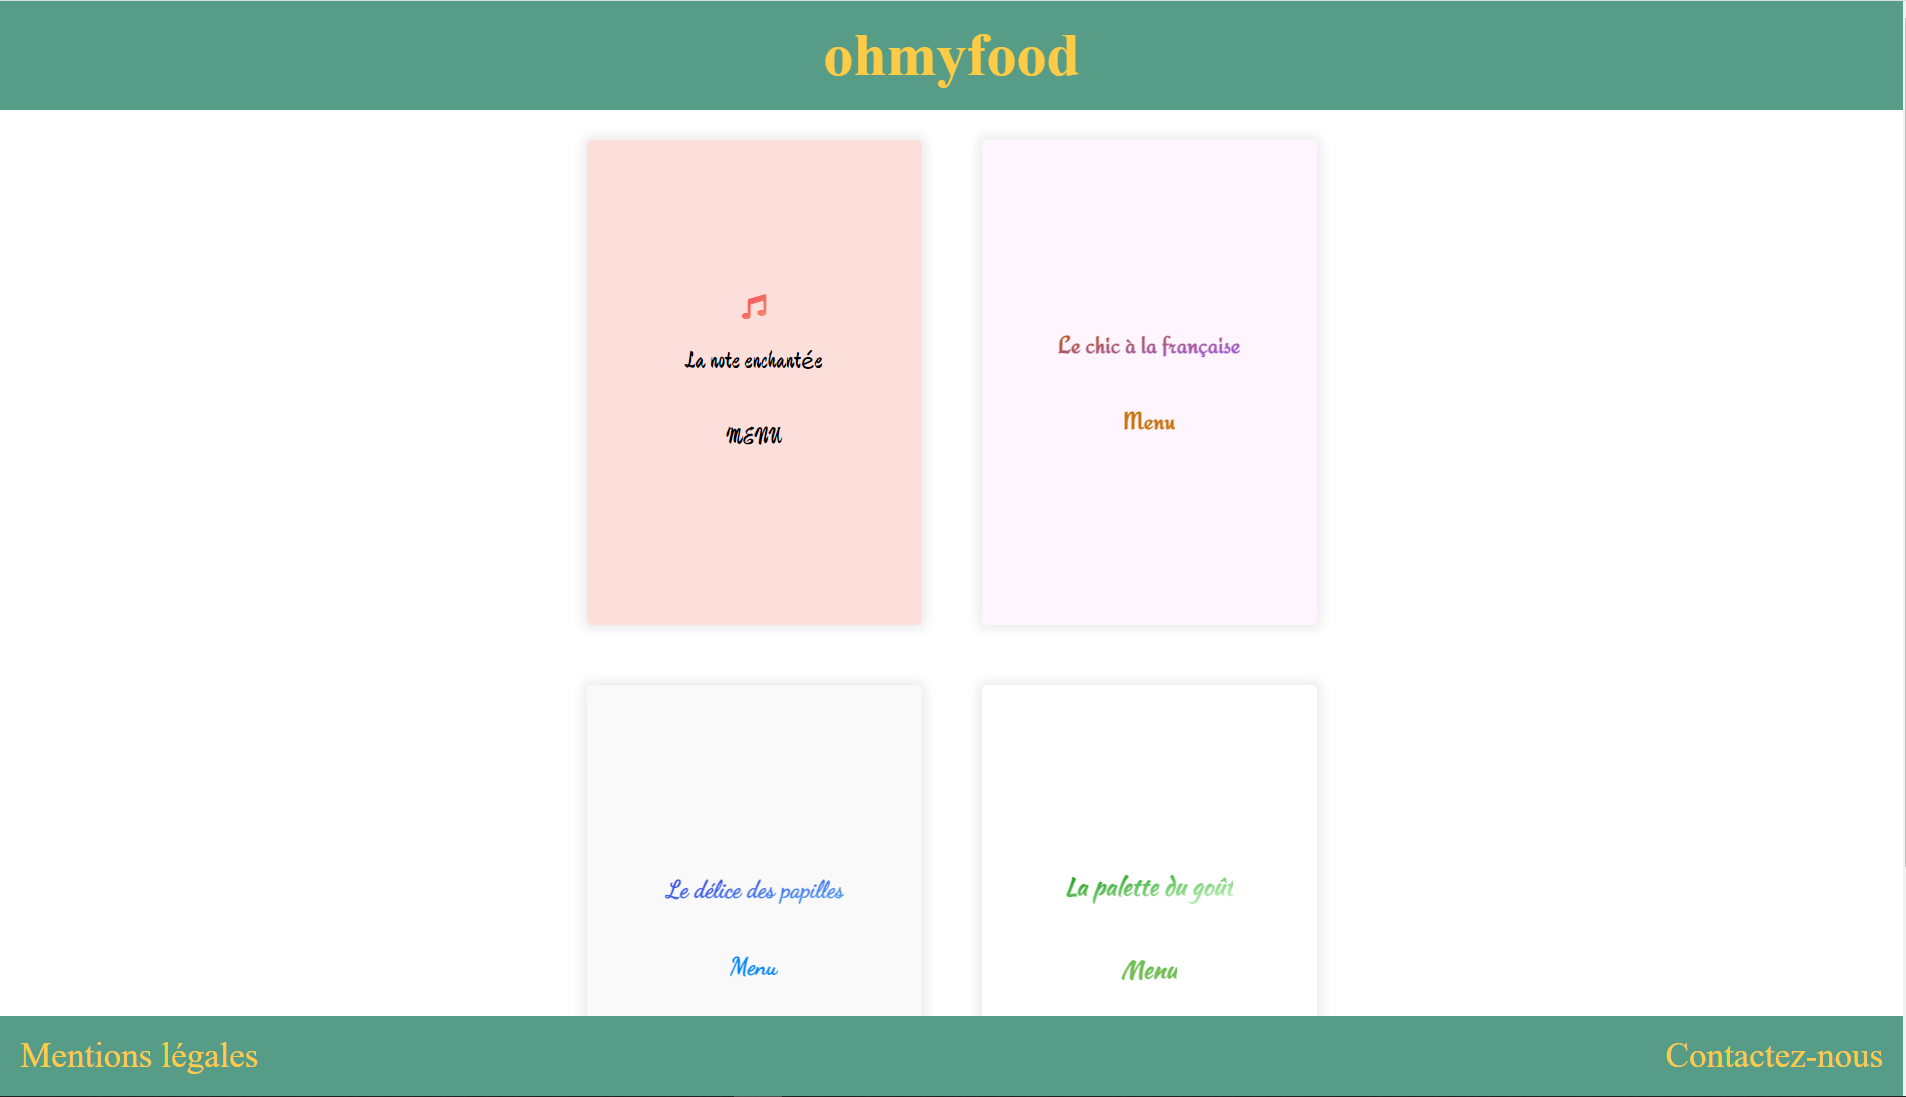 ohmyfood
La note enchantée
MENU
Le chic à la française
Menu
Le délice des papilles
Menu
La palette du goût
Menu
Mentions légales
Contactez-nous